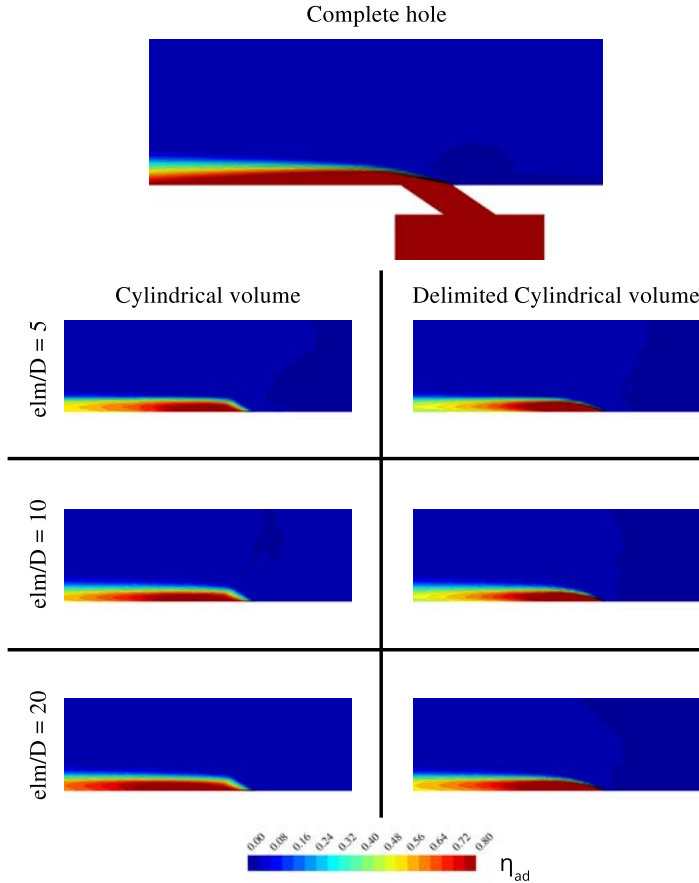 Complete hole
Cylindrical volume
Delimited Cylindrical volume
elm/D = 5
elm/D = 10
elm/D = 20
0.00 0.08 0.16 0.24 0.32 0.40 0.48 0.56 0.64 0.72 0.80
ηad